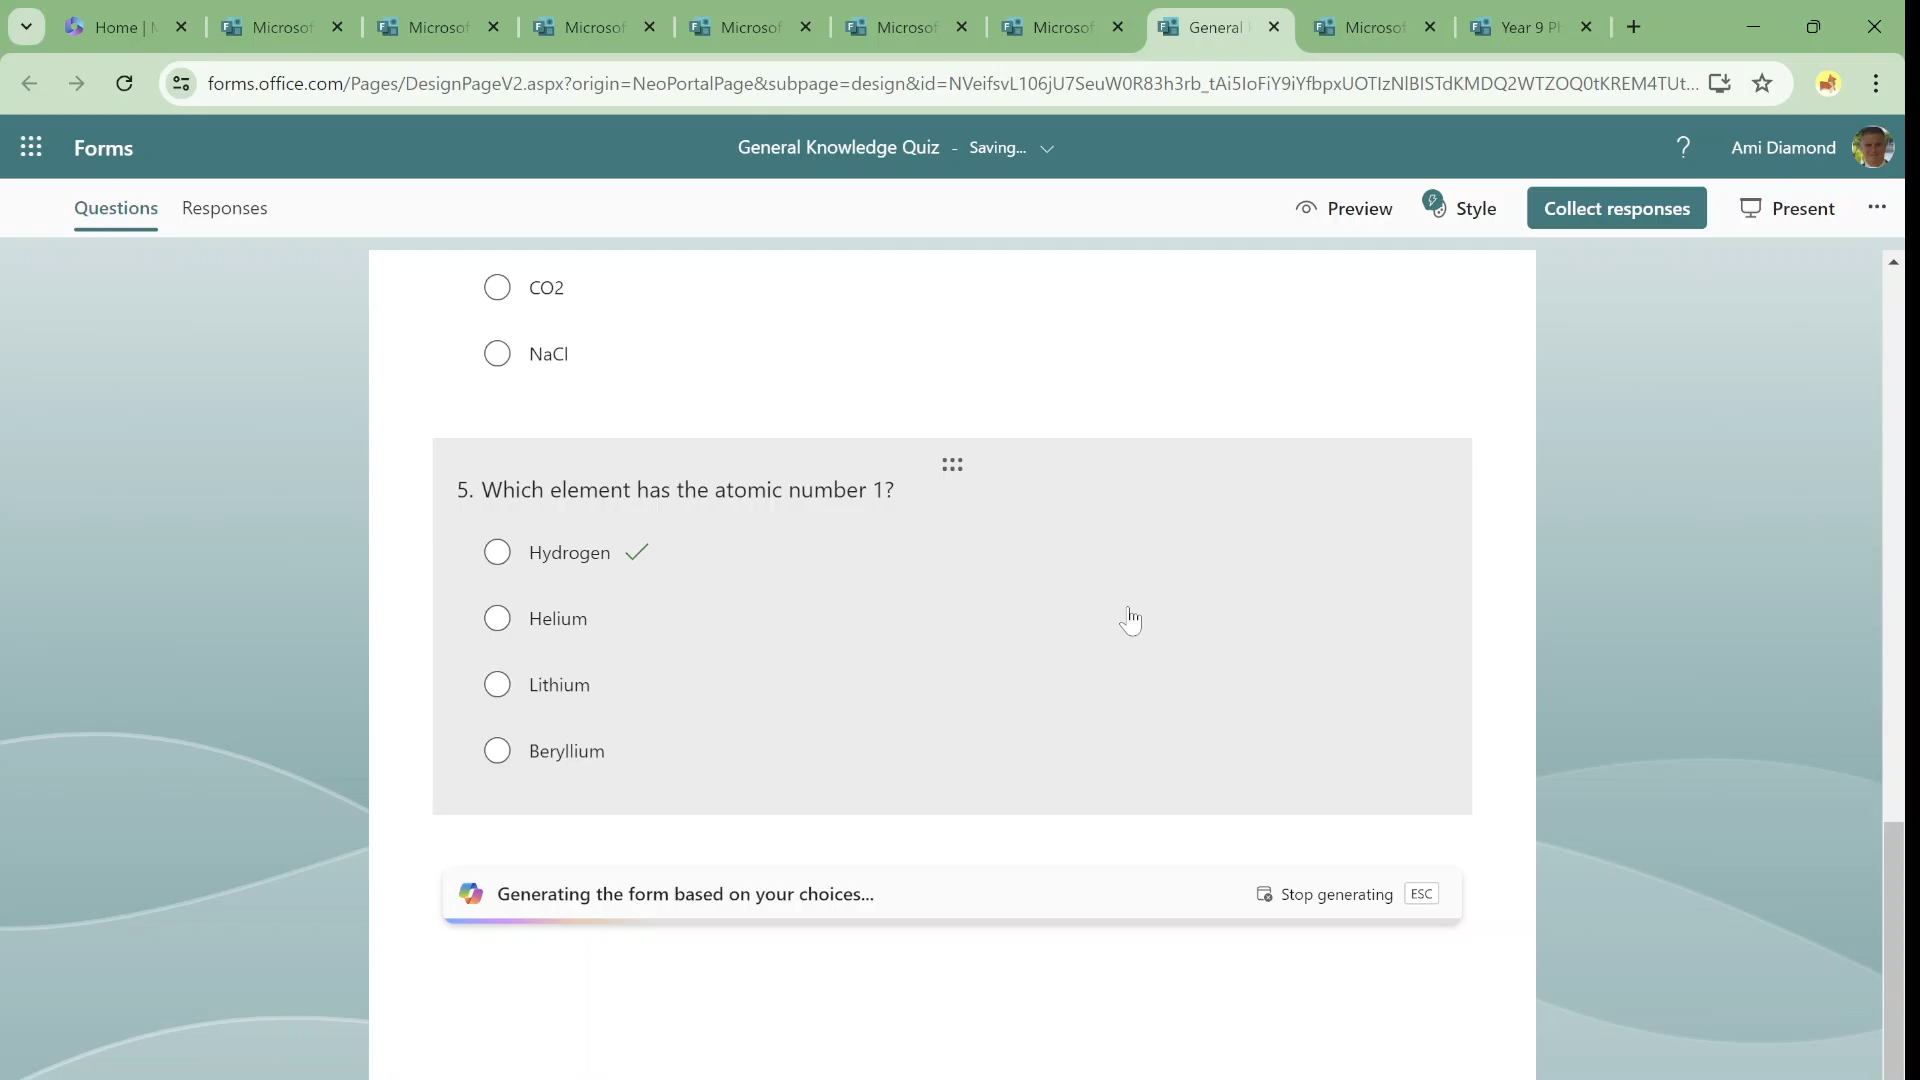 Home | M
Microsof
Microsof
Microsof
Microsof
Microsof
Microsof
General
Microsof
Year 9 Ph
forms.office.com/Pages/DesignPageV2.aspx?origin=NeoPortalPage&subpage=design&id=NVeifsvL106jU7SeuW0R83h3rb_tAi5IoFiY9iYfbpxUOTIzNlBISTdKMDQ2WTZOQ0tKREM4TUt...
Forms
General Knowledge Quiz - Saving...
?
Ami Diamond
Questions
Responses
Preview
Style
Collect responses
Present
CO2
NaCl
5. Which element has the atomic number 1?
Hydrogen
Helium
Lithium
Beryllium
Generating the form based on your choices...
Stop generating
ESC